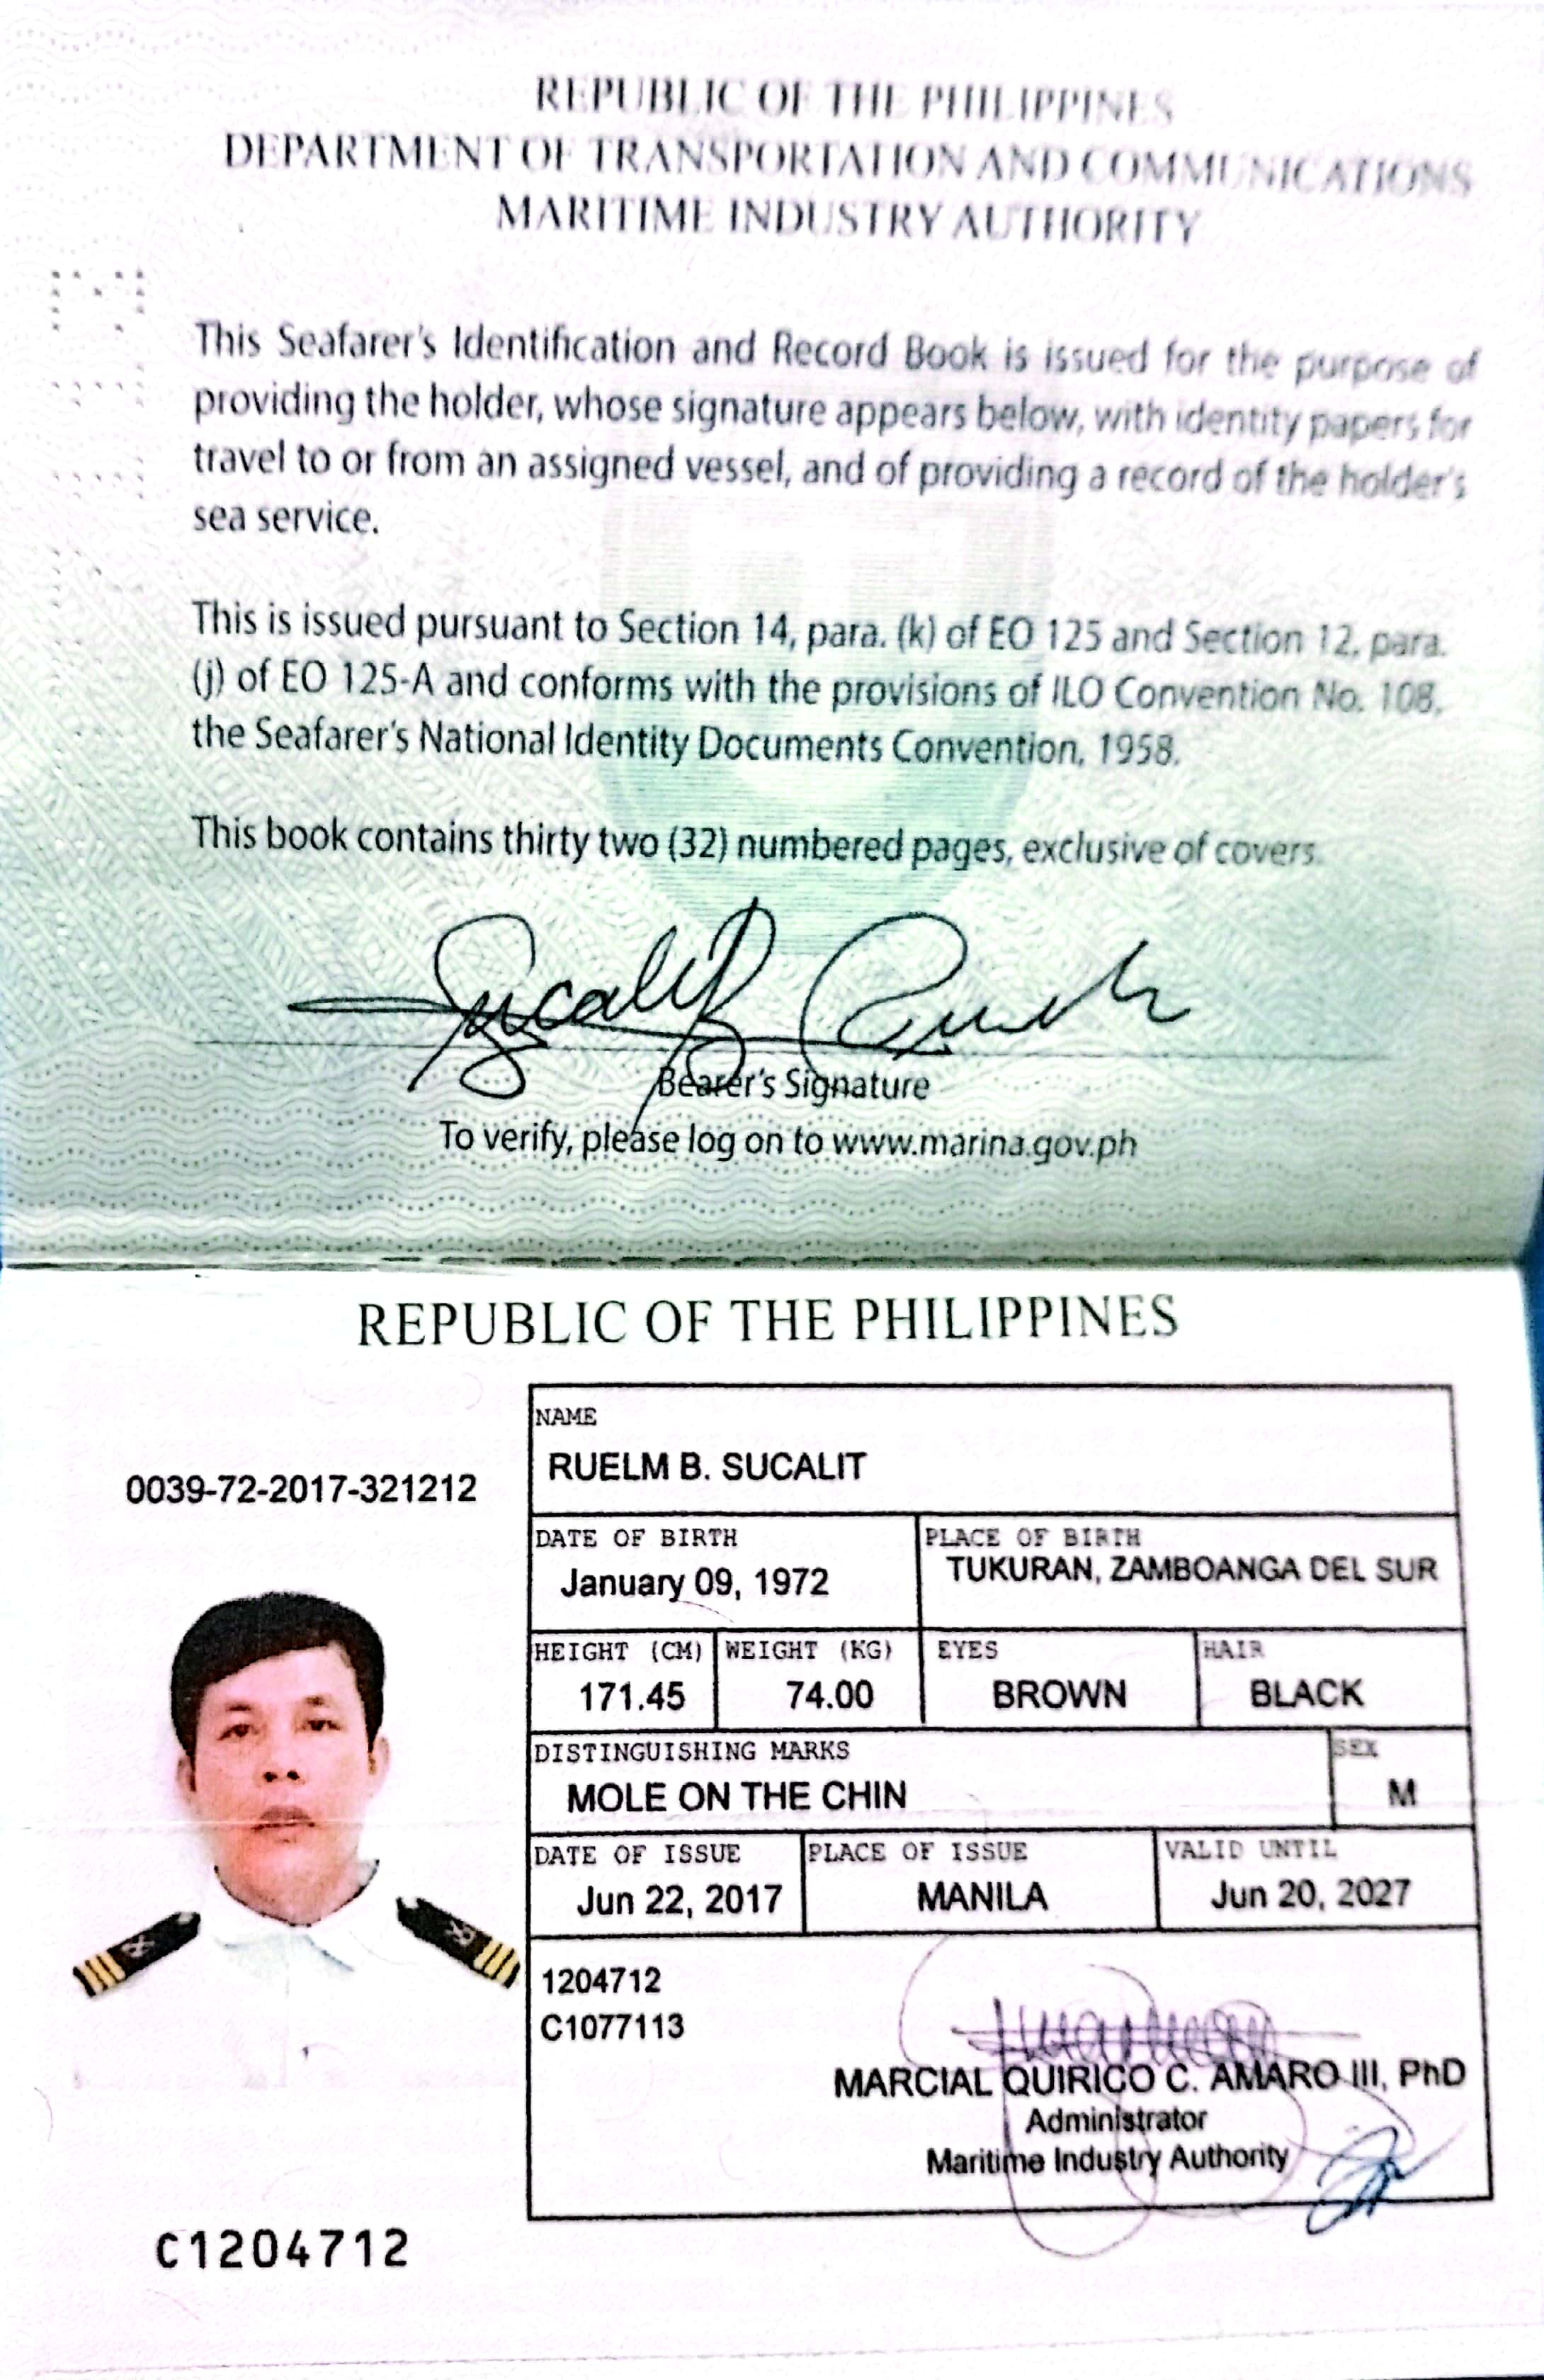 REPUBLIC OF THE PHILIPPINES
DEPARTMENT OF TRANSPORTATION AND COMMUNICATIONS
MARITIME INDUSTRY AUTHORITY
This Seafarer's Identification and Record Book is issued for the purpose of
providing the holder, whose signature appears below, with identity papers for
travel to or from an assigned vessel, and of providing a record of the holder's
sea service.
This is issued pursuant to Section 14, para. (k) of EO 125 and Section 12, para.
(j) of EO 125-A and conforms with the provisions of ILO Convention No. 108,
the Seafarer's National Identity Documents Convention, 1958.
This book contains thirty two (32) numbered pages, exclusive of covers.
Bearer's Signature
To verify, please log on to www.marina.gov.ph
REPUBLIC OF THE PHILIPPINES
0039-72-2017-321212
NAME
RUELM B. SUCALIT
DATE OF BIRTH PLACE OF BIRTH
January 09, 1972 TUKURAN, ZAMBOANGA DEL SUR
HEIGHT (CM) WEIGHT (KG) EYES HAIR
171.45 74.00 BROWN BLACK
DISTINGUISHING MARKS SEX
MOLE ON THE CHIN M
DATE OF ISSUE PLACE OF ISSUE VALID UNTIL
Jun 22, 2017 MANILA Jun 20, 2027
1204712
C1077113
MARCIAL QUIRICO C. AMARO III, PhD
Administrator
Maritime Industry Authority
C1204712